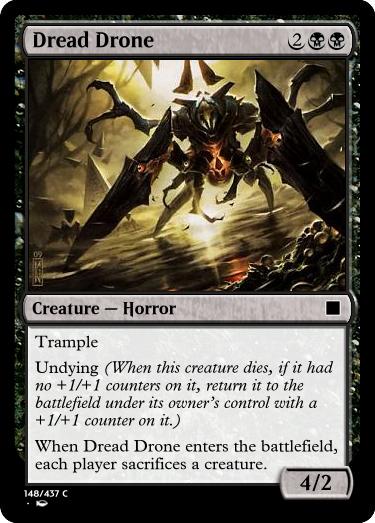 Dread Drone 2
Creature — Horror
Trample
Undying (When this creature dies, if it had
no +1/+1 counters on it, return it to the
battlefield under its owner's control with a
+1/+1 counter on it.)
When Dread Drone enters the battlefield,
each player sacrifices a creature.
4/2
148/437 C